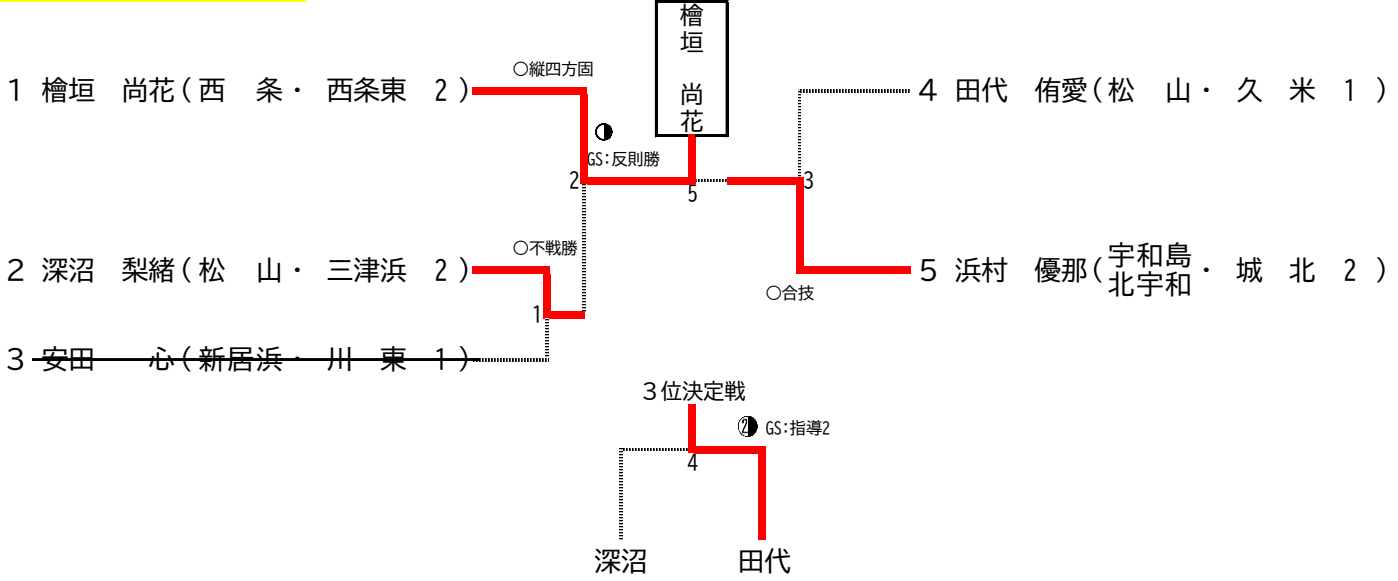 檜垣 尚花
○縦四方固
1 檜垣 尚花(西 条・ 西条東 2)
4 田代 侑愛(松 山・ 久 米 1)
GS:反則勝
2
5
3
○不戦勝
2 深沼 梨緒(松 山・ 三津浜 2)
5 浜村 優那(宇和島北宇和・ 城 北 2)
○合技
1
3 安田 心(新居浜・ 川 東 1)
3位決定戦
② GS:指導2
4
深沼 田代